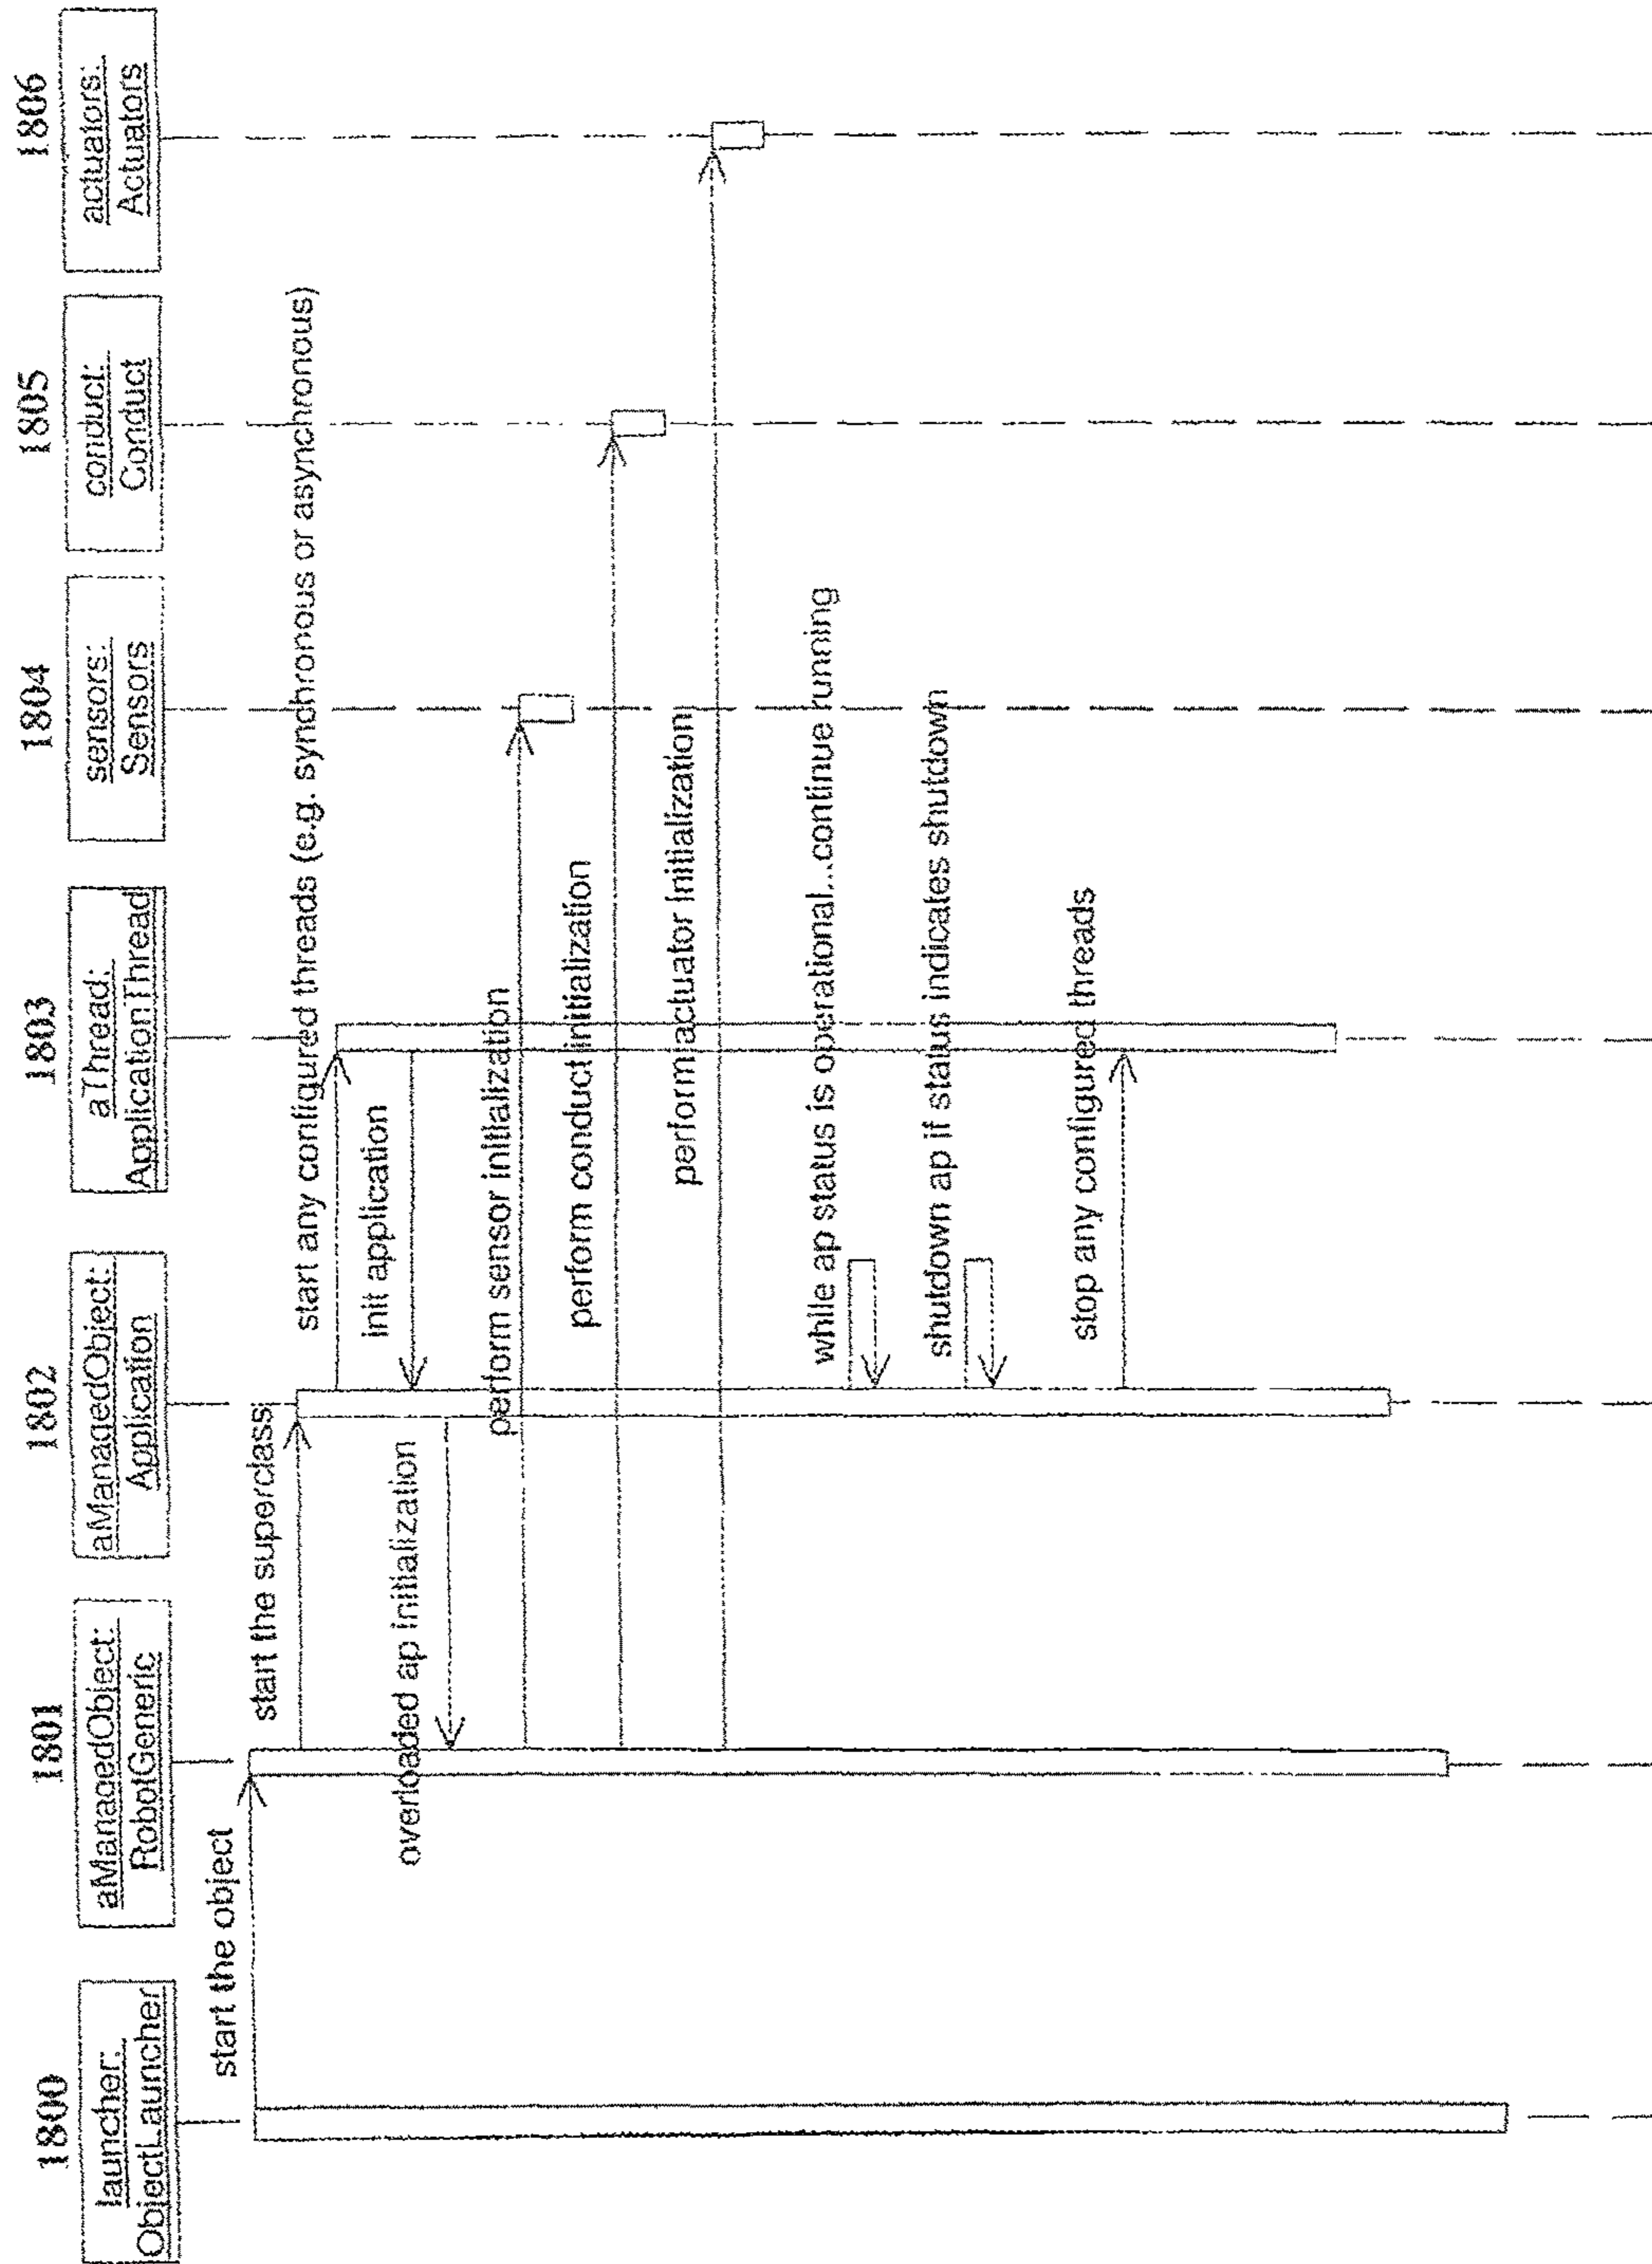 1800
launcher:
ObjectLauncher
1801
aManagedObject:
RobotGeneric
1802
aManagedObject:
Application
1803
aThread:
ApplicationThread
1804
sensors:
Sensors
1805
conduct:
Conduct
1806
actuators:
Actuators
start the object
start the superclass
start any configured threads (e.g. synchronous or asynchronous)
init application
overloaded ap initialization
perform sensor initialization
perform conduct initialization
perform actuator Initialization
while ap status is operational...continue running
shutdown ap if status indicates shutdown
stop any configured threads